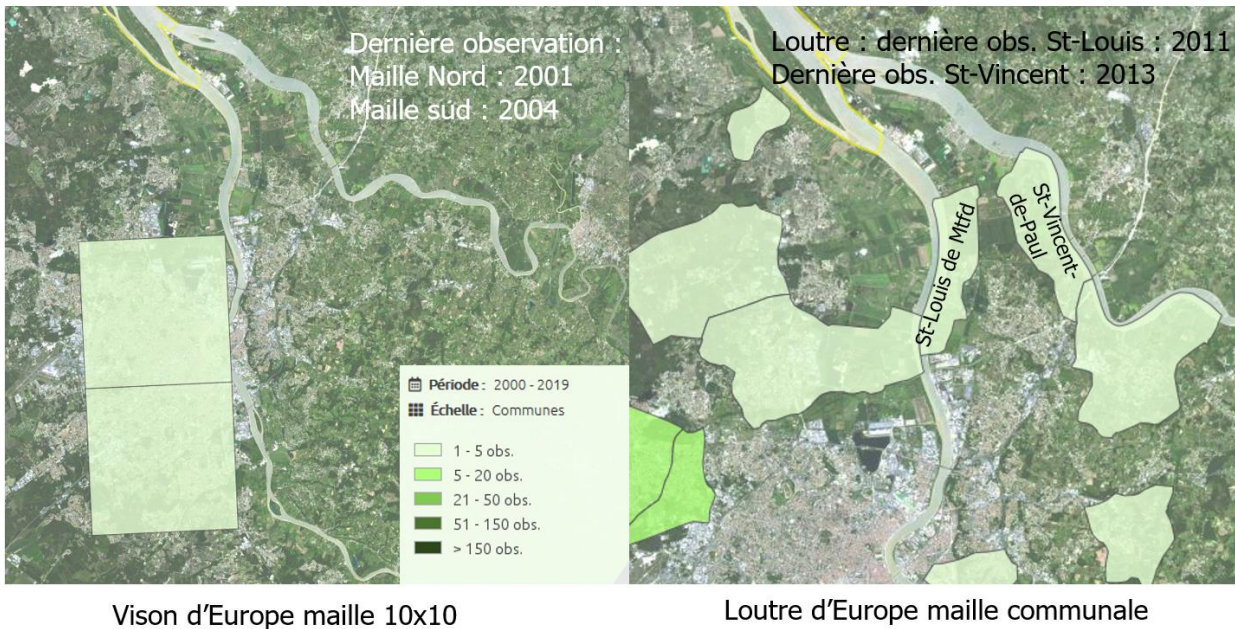 Dernière observation :
Maille Nord : 2001
Maille sud : 2004
Période : 2000 - 2019
Échelle : Communes
1 - 5 obs.
5 - 20 obs.
21 - 50 obs.
51 - 150 obs.
> 150 obs.
Vison d'Europe maille 10x10
Loutre : dernière obs. St-Louis : 2011
Dernière obs. St-Vincent : 2013
St-Louis de Mtfd
St-Vincent-
de-Paul
Loutre d'Europe maille communale